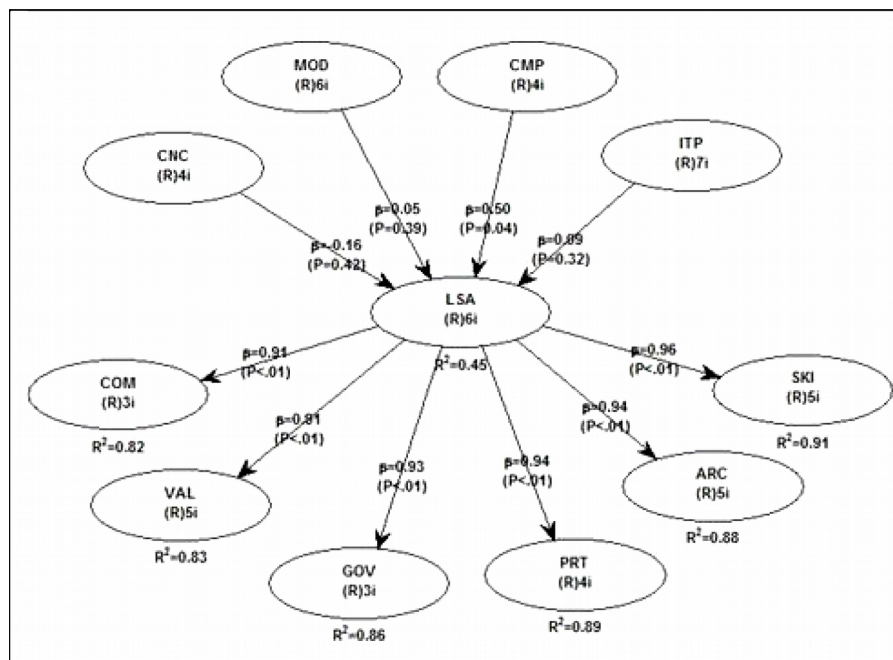 MOD
(R)6i
CMP
(R)4i
CNC
(R)4i
ITP
(R)7i
β=0.05
(P=0.39)
β=0.50
(P=0.04)
β=-0.16
(P=0.42)
β=0.09
(P=0.32)
LSA
(R)6i
R²=0.45
β=0.91
(P<.01)
β=0.96
(P<.01)
COM
(R)3i
R²=0.82
SKI
(R)5i
R²=0.91
β=0.91
(P<.01)
β=0.94
(P<.01)
VAL
(R)5i
R²=0.83
β=0.93
(P<.01)
β=0.94
(P<.01)
ARC
(R)5i
R²=0.88
GOV
(R)3i
R²=0.86
PRT
(R)4i
R²=0.89